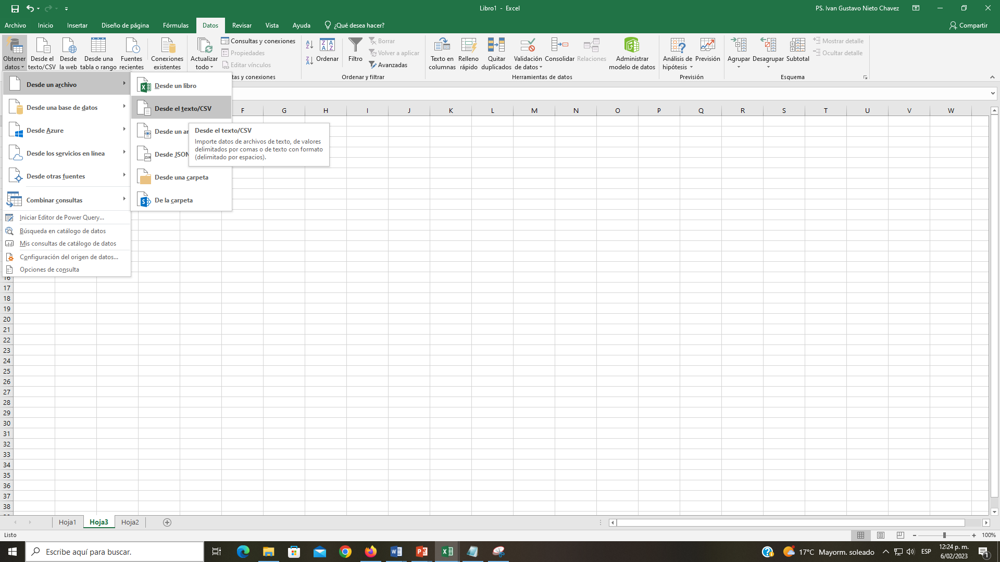 Libro1 - Excel
PS. Ivan Gustavo Nieto Chavez
Archivo Inicio Insertar Diseño de página Fórmulas Datos Revisar Vista Ayuda ¿Qué desea hacer? Compartir
Obtener datos
Desde el texto/CSV
Desde la web
Desde una tabla o rango
Fuentes recientes
Conexiones existentes
Actualizar todo
Consultas y conexiones
Propiedades
Editar vínculos
Ordenar
Filtro
Borrar
Volver a aplicar
Avanzadas
Texto en columnas
Relleno rápido
Quitar duplicados
Validación de datos
Consolidar
Relaciones
Administrar modelo de datos
Análisis de hipótesis
Previsión
Agrupar
Desagrupar
Subtotal
Mostrar detalle
Ocultar detalle
tas y conexiones
Ordenar y filtrar
Herramientas de datos
Previsión
Esquema
Desde un archivo
Desde una base de datos
Desde Azure
Desde los servicios en línea
Desde otras fuentes
Combinar consultas
Iniciar Editor de Power Query...
Búsqueda en catálogo de datos
Mis consultas de catálogo de datos
Configuración del origen de datos...
Opciones de consulta
Desde un libro
Desde el texto/CSV
Desde un ar
Desde JSON
Desde una carpeta
De la carpeta
Desde el texto/CSV
Importe datos de archivos de texto, de valores
delimitados por comas o de texto con formato
(delimitado por espacios).
F G H I J K L M N O P Q R S T U V W
16
17
18
19
20
21
22
23
24
25
26
27
28
29
30
31
32
33
34
35
36
37
38
Hoja1 Hoja3 Hoja2
Listo
100%
Escribe aquí para buscar.
17°C Mayorm. soleado
ESP
12:24 p. m.
6/02/2023
1